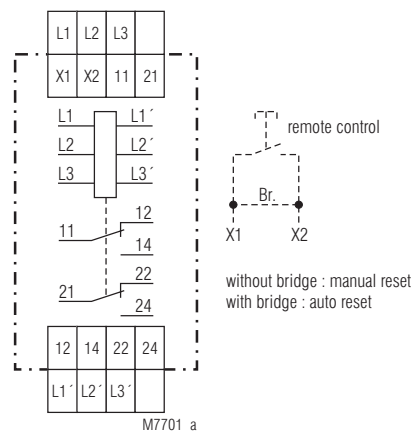 L1 L2 L3
X1 X2 11 21
L1 L1´
L2 L2´
L3 L3´
12
11
14
22
21
24
12 14 22 24
L1´ L2´ L3´
M7701_a
remote control
Br.
X1 X2
without bridge : manual reset
with bridge : auto reset